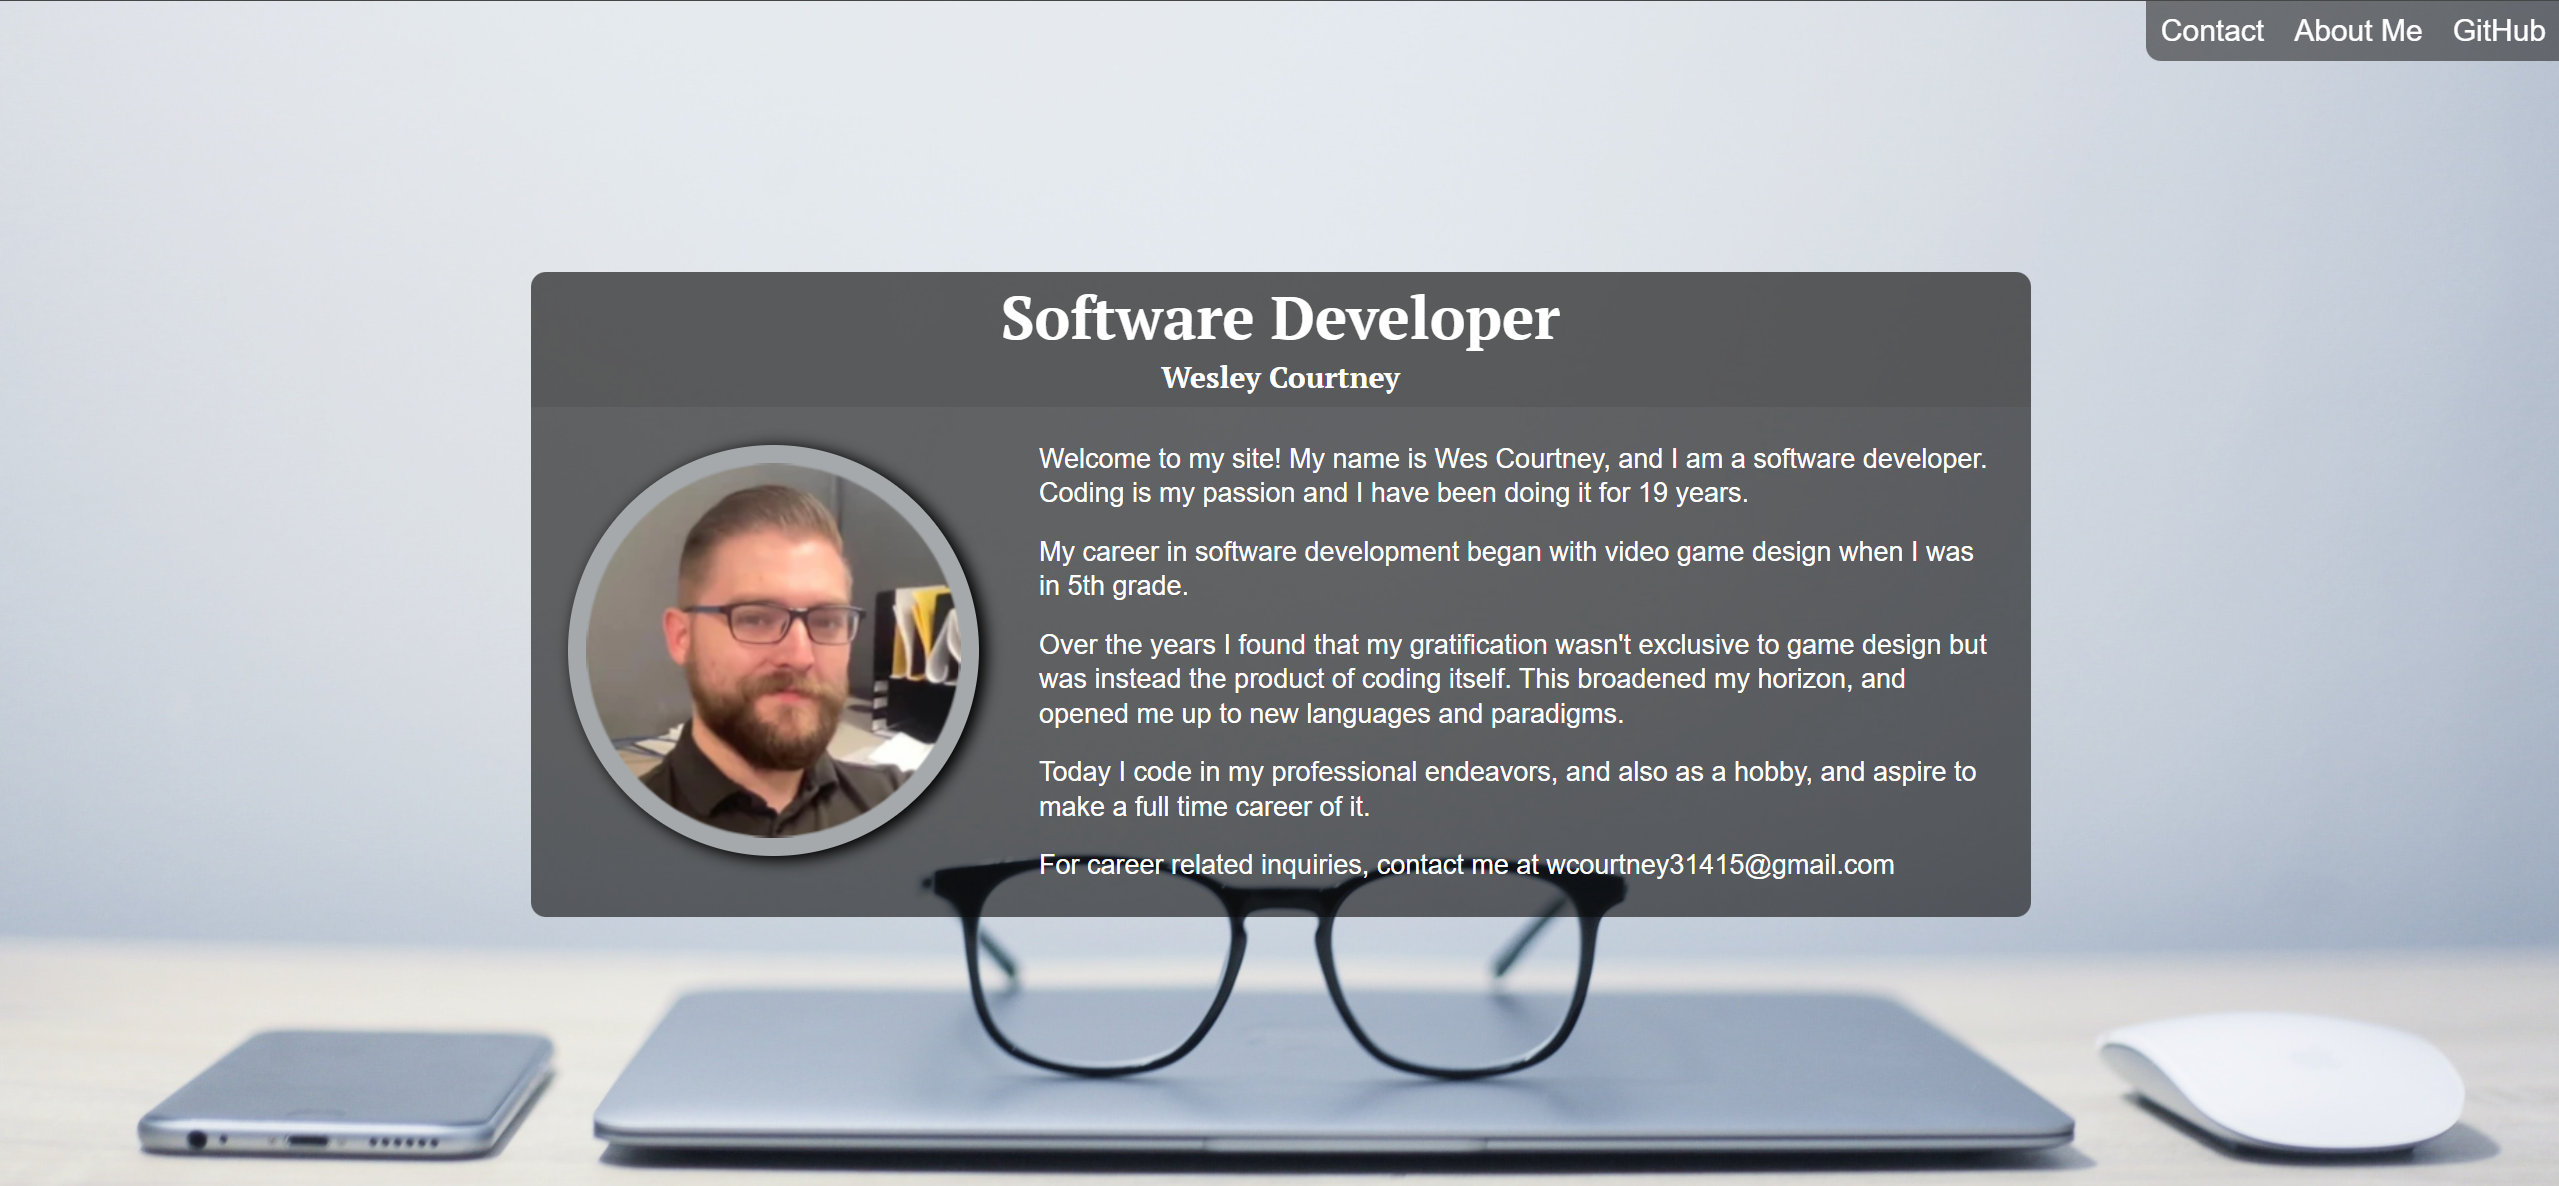 Contact About Me GitHub
Software Developer
Wesley Courtney
Welcome to my site! My name is Wes Courtney, and I am a software developer.
Coding is my passion and I have been doing it for 19 years.
My career in software development began with video game design when I was
in 5th grade.
Over the years I found that my gratification wasn't exclusive to game design but
was instead the product of coding itself. This broadened my horizon, and
opened me up to new languages and paradigms.
Today I code in my professional endeavors, and also as a hobby, and aspire to
make a full time career of it.
For career related inquiries, contact me at wcourtney31415@gmail.com